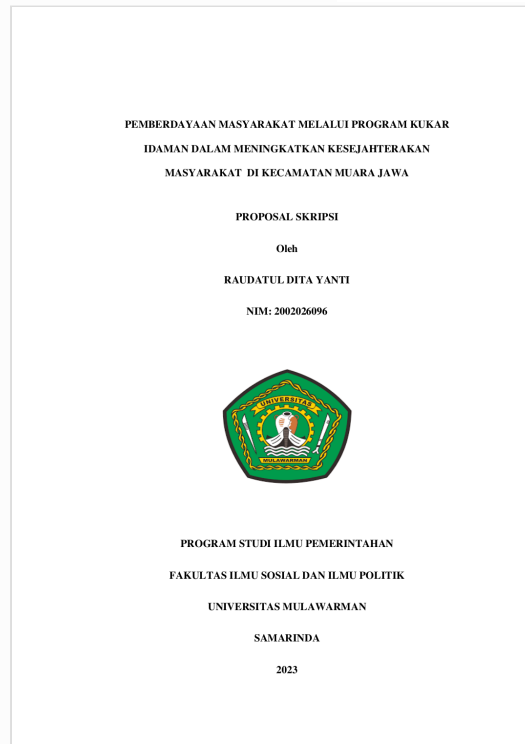 PEMBERDAYAAN MASYARAKAT MELALUI PROGRAM KUKAR
IDAMAN DALAM MENINGKATKAN KESEJAHTERAKAN
MASYARAKAT DI KECAMATAN MUARA JAWA
PROPOSAL SKRIPSI
Oleh
RAUDATUL DITA YANTI
NIM: 2002026096
UNIVERSITAS
MULAWARMAN
PROGRAM STUDI ILMU PEMERINTAHAN
FAKULTAS ILMU SOSIAL DAN ILMU POLITIK
UNIVERSITAS MULAWARMAN
SAMARINDA
2023